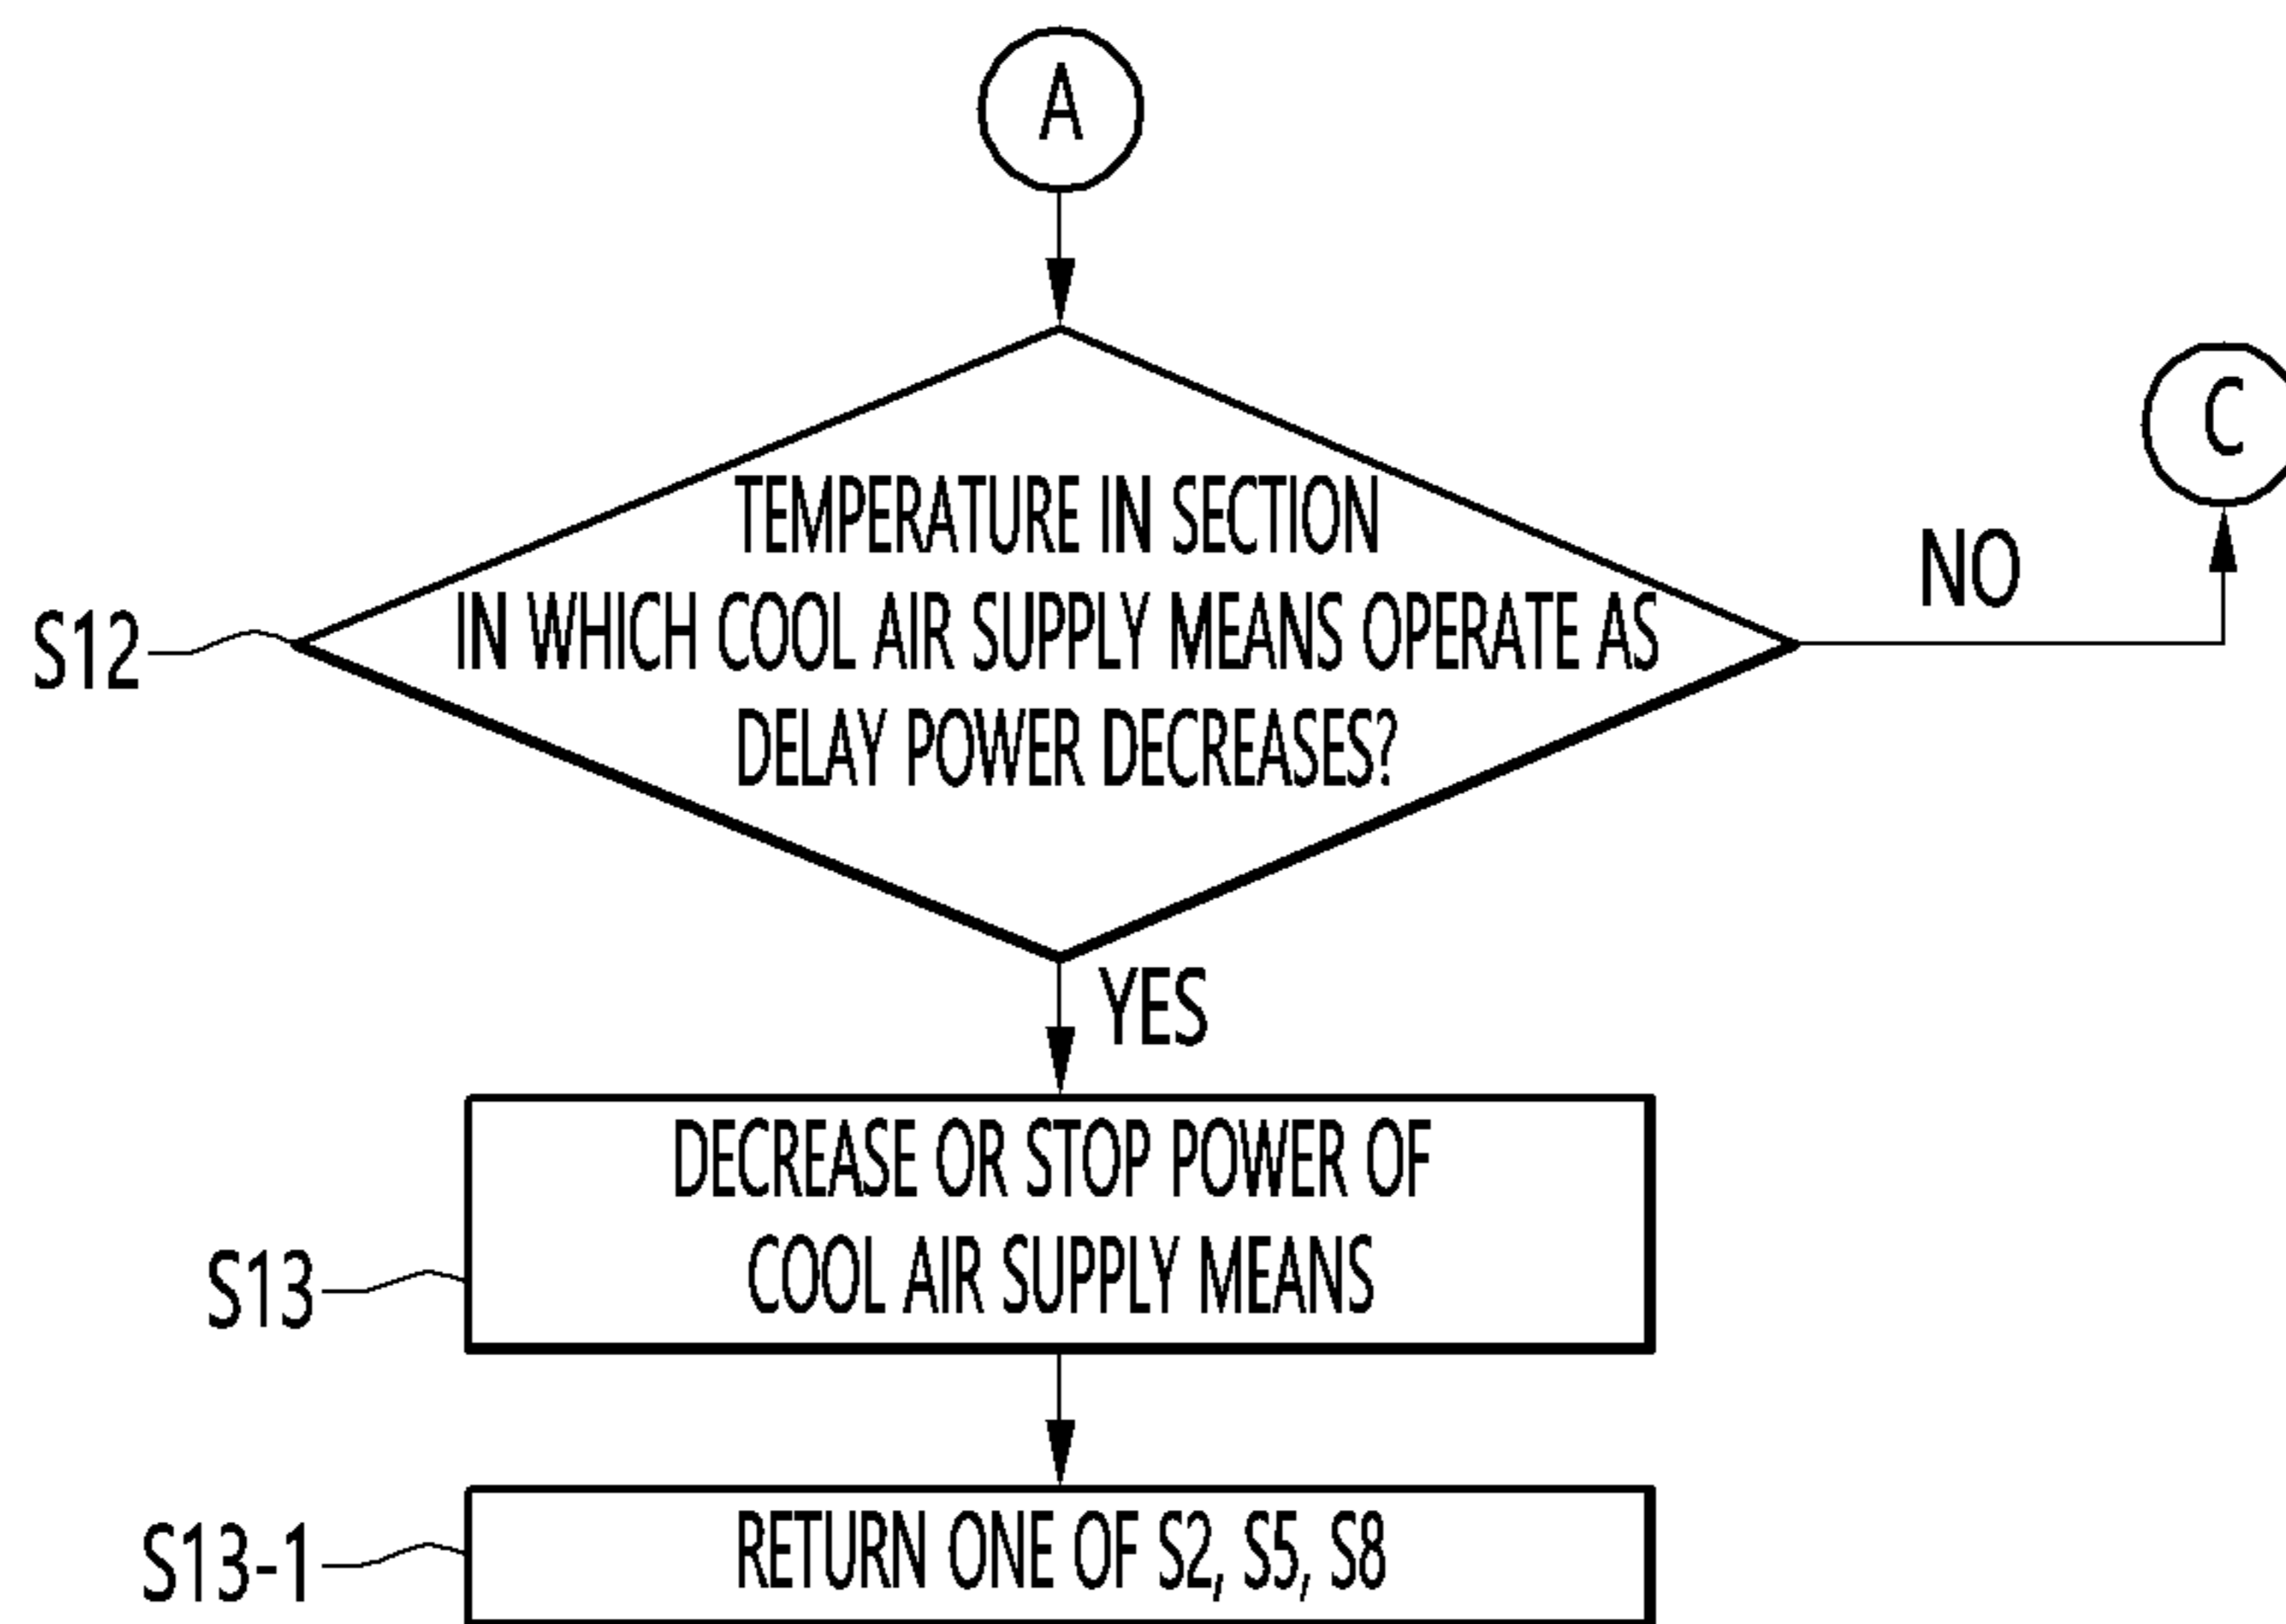 A
C
TEMPERATURE IN SECTION
IN WHICH COOL AIR SUPPLY MEANS OPERATE AS
DELAY POWER DECREASES?
NO
S12
YES
DECREASE OR STOP POWER OF
COOL AIR SUPPLY MEANS
S13
RETURN ONE OF S2, S5, S8
S13-1